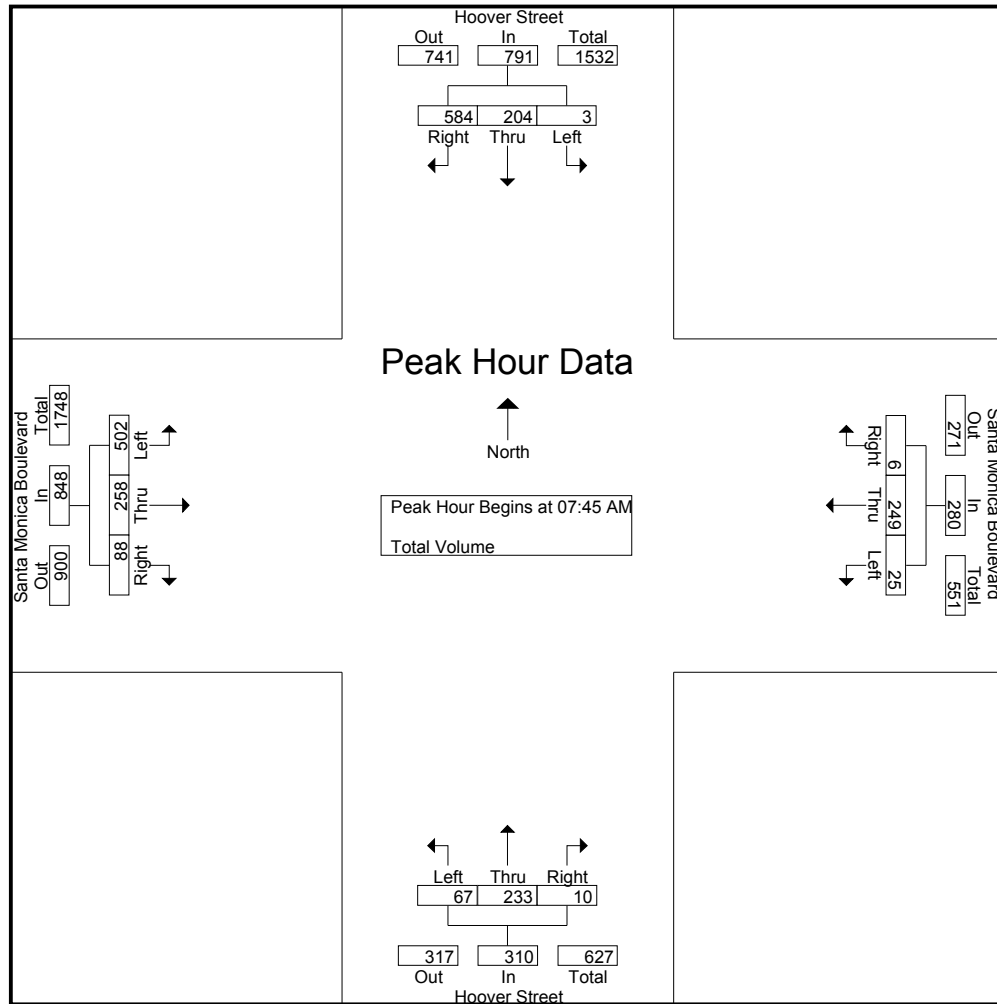 Hoover Street
Out In Total
741 791 1532
584 204 3
Right Thru Left
Peak Hour Data
North
Peak Hour Begins at 07:45 AM
Total Volume
Santa Monica Boulevard
Total In Out
1748 848 900
502 258 88
Left Thru Right
Santa Monica Boulevard
Out In Total
271 280 551
6 249 25
Right Thru Left
Left Thru Right
67 233 10
317 310 627
Out In Total
Hoover Street